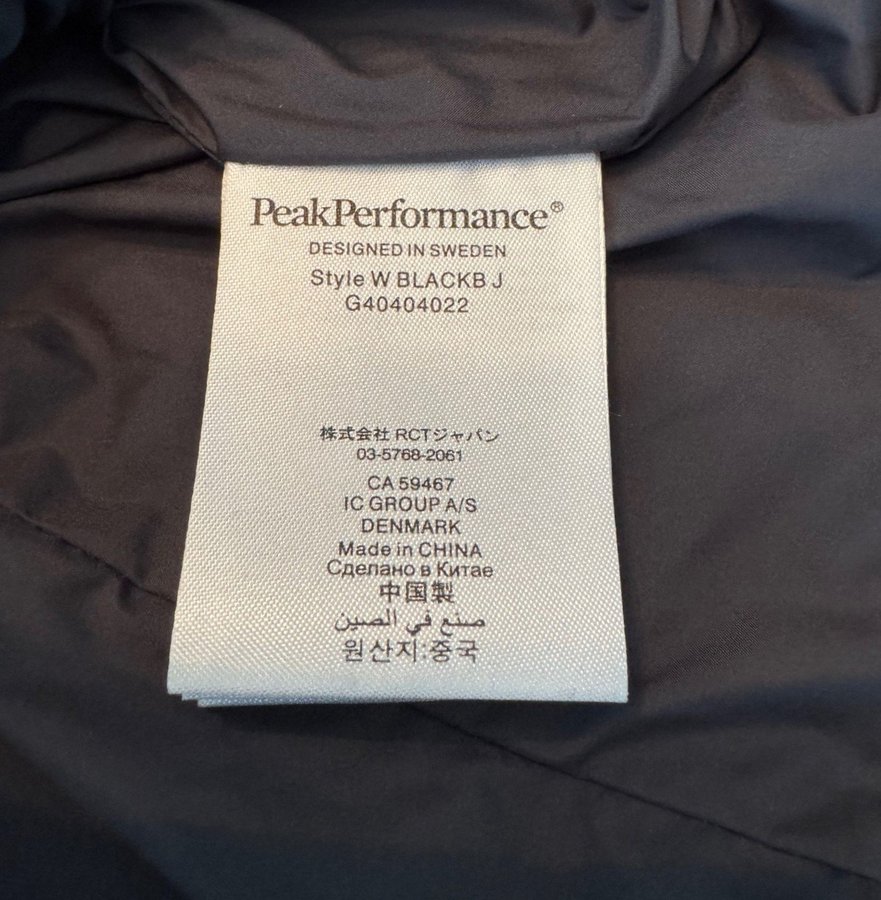 PeakPerformance®
DESIGNED IN SWEDEN
Style W BLACKB J
G40404022
株式会社 RCTジャパン
03-5768-2061
CA 59467
IC GROUP A/S
DENMARK
Made in CHINA
Сделано в Китае
中国製
صنع في الصين
원산지:중국